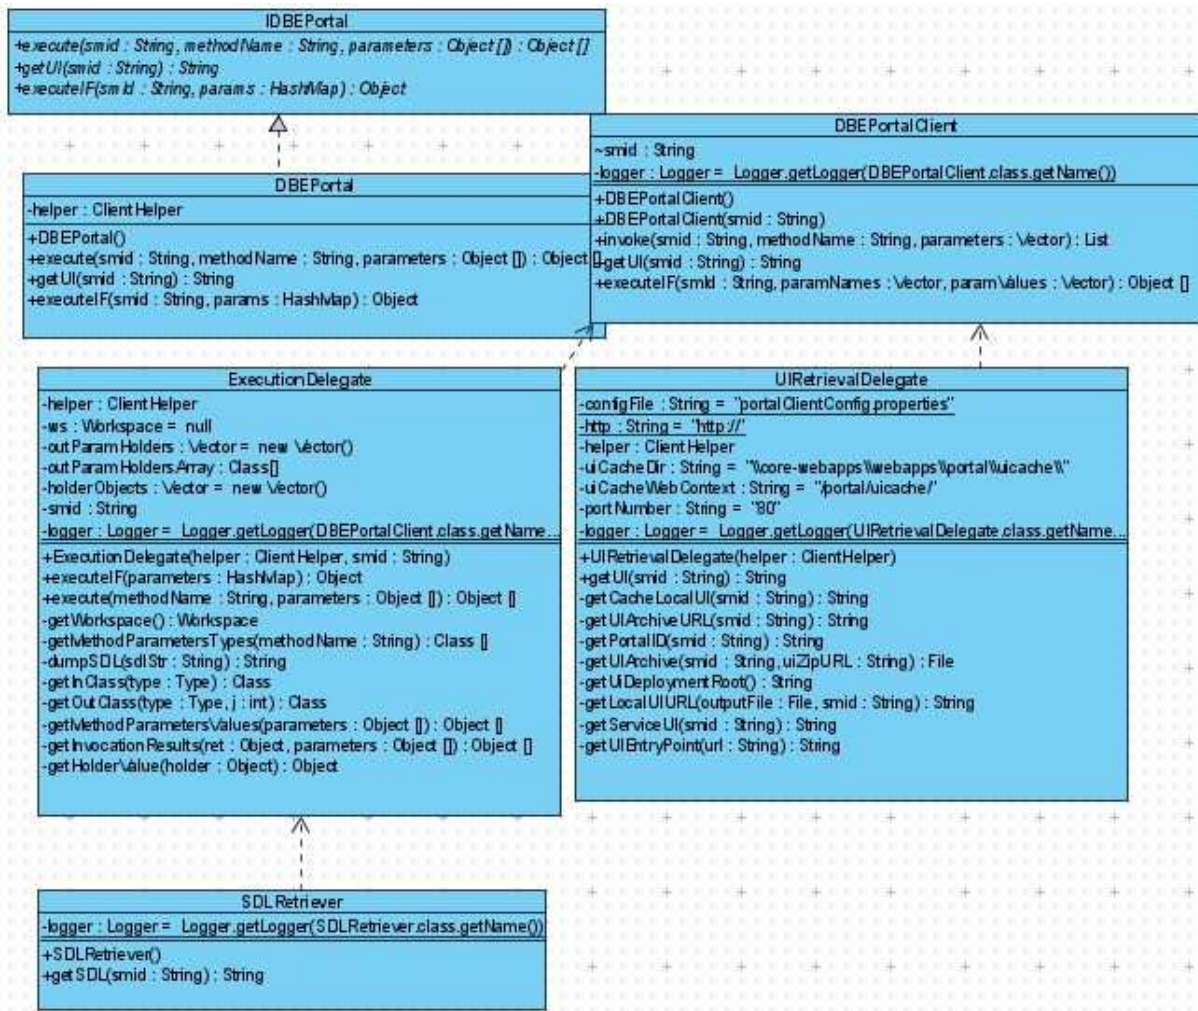 IDBEPortal
+execute(smid : String, methodName : String, parameters : Object []) : Object []
+getUI(smid : String) : String
+executeIF(smId : String, params : HashMap) : Object
DBEPortal
-helper : ClientHelper
+DBEPortal()
+execute(smid : String, methodName : String, parameters : Object []) : Object []
+getUI(smid : String) : String
+executeIF(smid : String, params : HashMap) : Object
DBEPortalClient
~smid : String
-logger : Logger = Logger.getLogger(DBEPortalClient.class.getName())
+DBEPortalClient()
+DBEPortalClient(smid : String)
+invoke(smid : String, methodName : String, parameters : Vector) : List
+getUI(smid : String) : String
+executeIF(smId : String, paramNames : Vector, paramValues : Vector) : Object []
ExecutionDelegate
-helper : ClientHelper
-ws : Workspace = null
-outParamHolders : Vector = new Vector()
-outParamHoldersArray : Class[]
-holderObjects : Vector = new Vector()
-smid : String
-logger : Logger = Logger.getLogger(DBEPortalClient.class.getName...
+ExecutionDelegate(helper : ClientHelper, smid : String)
+executeIF(parameters : HashMap) : Object
+execute(methodName : String, parameters : Object []) : Object []
-getWorkspace() : Workspace
-getMethodParametersTypes(methodName : String) : Class []
-dumpSDL(sdlStr : String) : String
-getInClass(type : Type) : Class
-getOutClass(type : Type, j : int) : Class
-getMethodParametersValues(parameters : Object []) : Object []
-getInvocationResults(ret : Object, parameters : Object []) : Object []
-getHolderValue(holder : Object) : Object
UIRetrievalDelegate
-configFile : String = "portalClientConfig.properties"
-http : String = "http://"
-helper : ClientHelper
-uiCacheDir : String = "\\core-webapps\\webapps\\portal\\uicache\\"
-uiCacheWebContext : String = "/portal/uicache/"
-portNumber : String = "80"
-logger : Logger = Logger.getLogger(UIRetrievalDelegate.class.getName...
+UIRetrievalDelegate(helper : ClientHelper)
+getUI(smid : String) : String
-getCacheLocalUI(smid : String) : String
-getUIArchiveURL(smid : String) : String
-getPortalID(smid : String) : String
-getUIArchive(smid : String, uiZipURL : String) : File
-getUiDeploymentRoot() : String
-getLocalUIURL(outputFile : File, smid : String) : String
-getServiceUI(smid : String) : String
-getUIEntryPoint(url : String) : String
SDLRetriever
-logger : Logger = Logger.getLogger(SDLRetriever.class.getName())
+SDLRetriever()
+getSDL(smid : String) : String